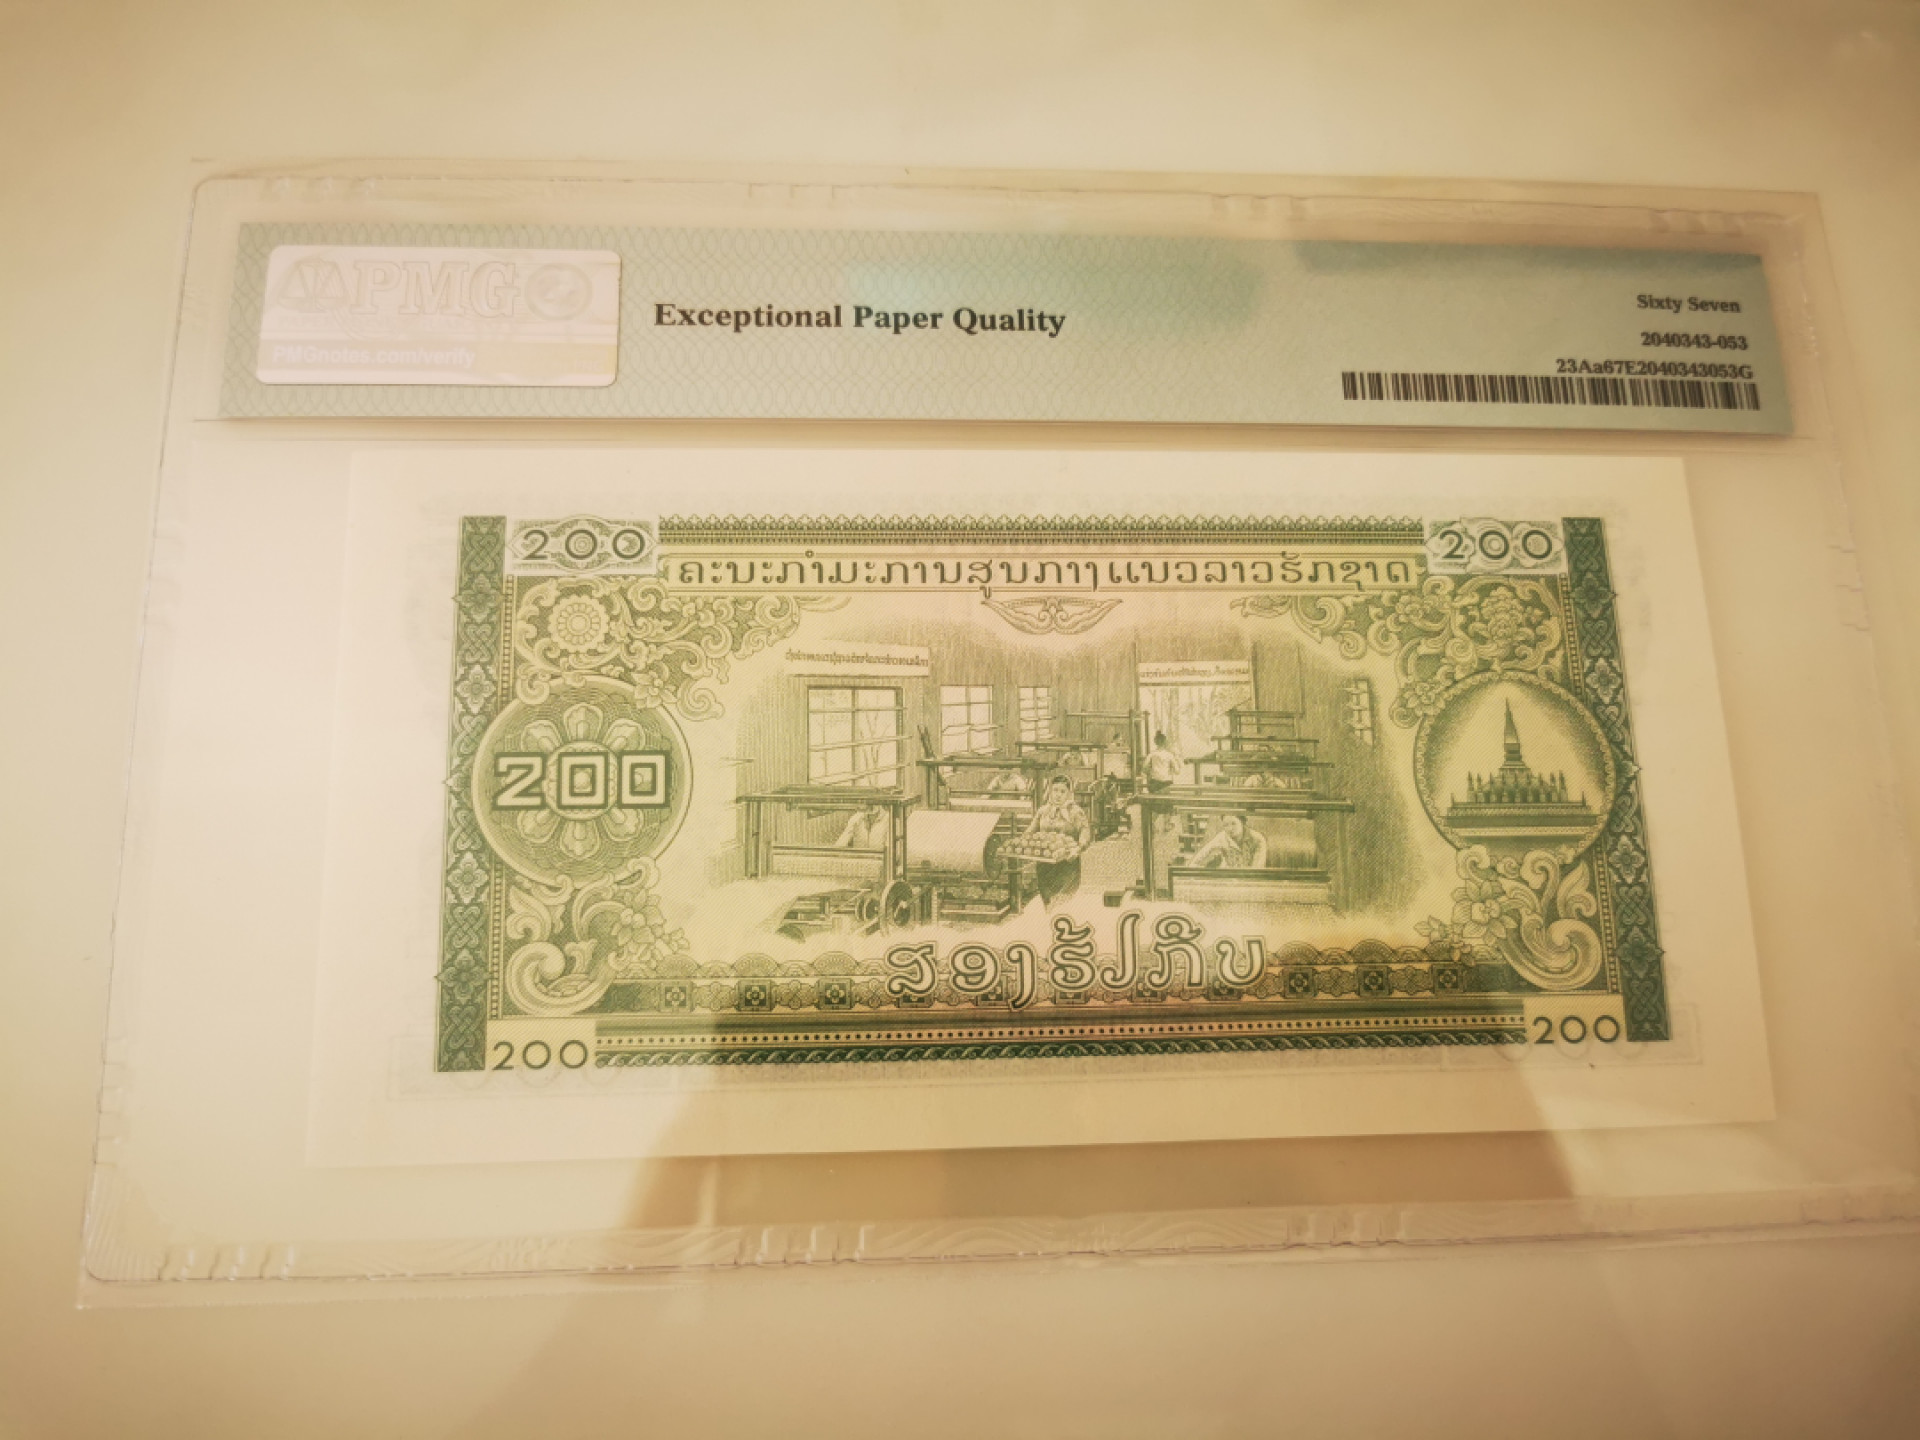 PMG
PMGnotes.com/verify
Exceptional Paper Quality
Sixty Seven
2040343-053
23Aa67E2040343053G
200
200
ຄະນະກຳມະການສູນກາງແນວລາວຮັກຊາດ
200
ສອງຮ້ອຍກີບ
200
200